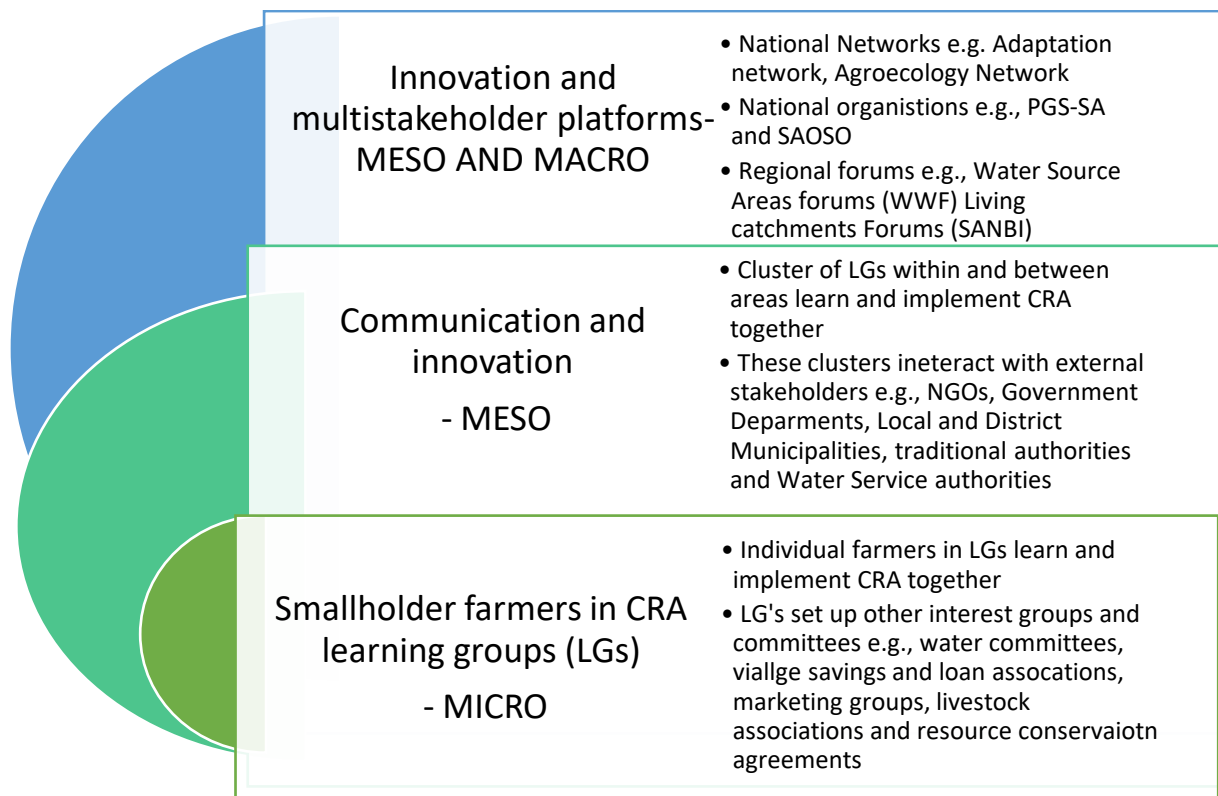 Innovation and
multistakeholder platforms-
MESO AND MACRO
• National Networks e.g. Adaptation
network, Agroecology Network
• National organistions e.g., PGS-SA
and SAOSO
• Regional forums e.g., Water Source
Areas forums (WWF) Living
catchments Forums (SANBI)
Communication and
innovation
- MESO
• Cluster of LGs within and between
areas learn and implement CRA
together
• These clusters ineteract with external
stakeholders e.g., NGOs, Government
Deparments, Local and District
Municipalities, traditional authorities
and Water Service authorities
Smallholder farmers in CRA
learning groups (LGs)
- MICRO
• Individual farmers in LGs learn and
implement CRA together
• LG's set up other interest groups and
committees e.g., water committees,
viallge savings and loan assocations,
marketing groups, livestock
associations and resource conservaiotn
agreements